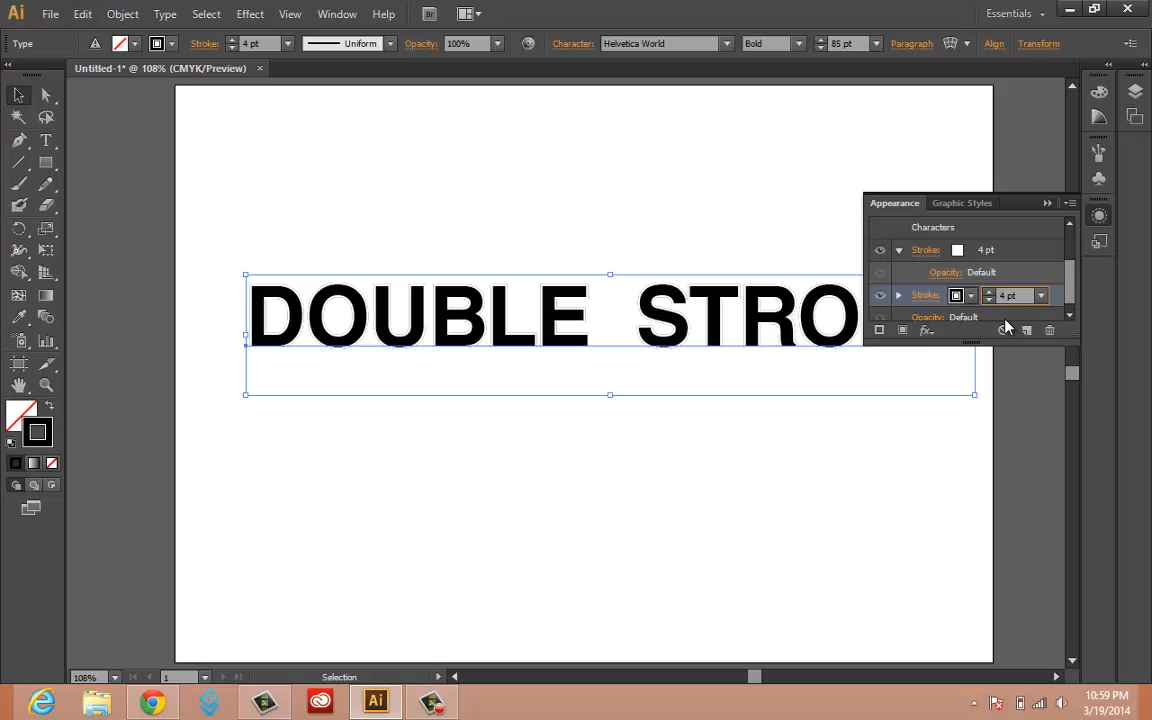 Ai File Edit Object Type Select Effect View Window Help Br Essentials
Type Stroke: 4 pt Uniform Opacity: 100% Character: Helvetica World Bold 85 pt Paragraph Align Transform
Untitled-1* @ 108% (CMYK/Preview) ×
Appearance Graphic Styles
Characters
Stroke: 4 pt
Opacity: Default
Stroke: 4 pt
Opacity: Default
fx
DOUBLE STRO
108% 1 Selection
Ai
10:59 PM
3/19/2014